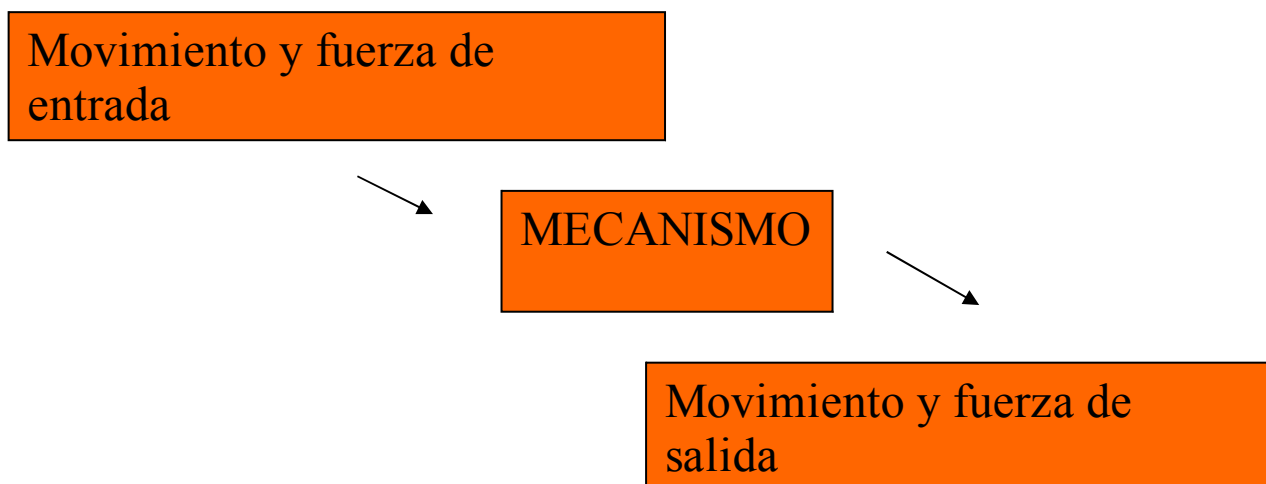 Movimiento y fuerza de
entrada
MECANISMO
Movimiento y fuerza de
salida